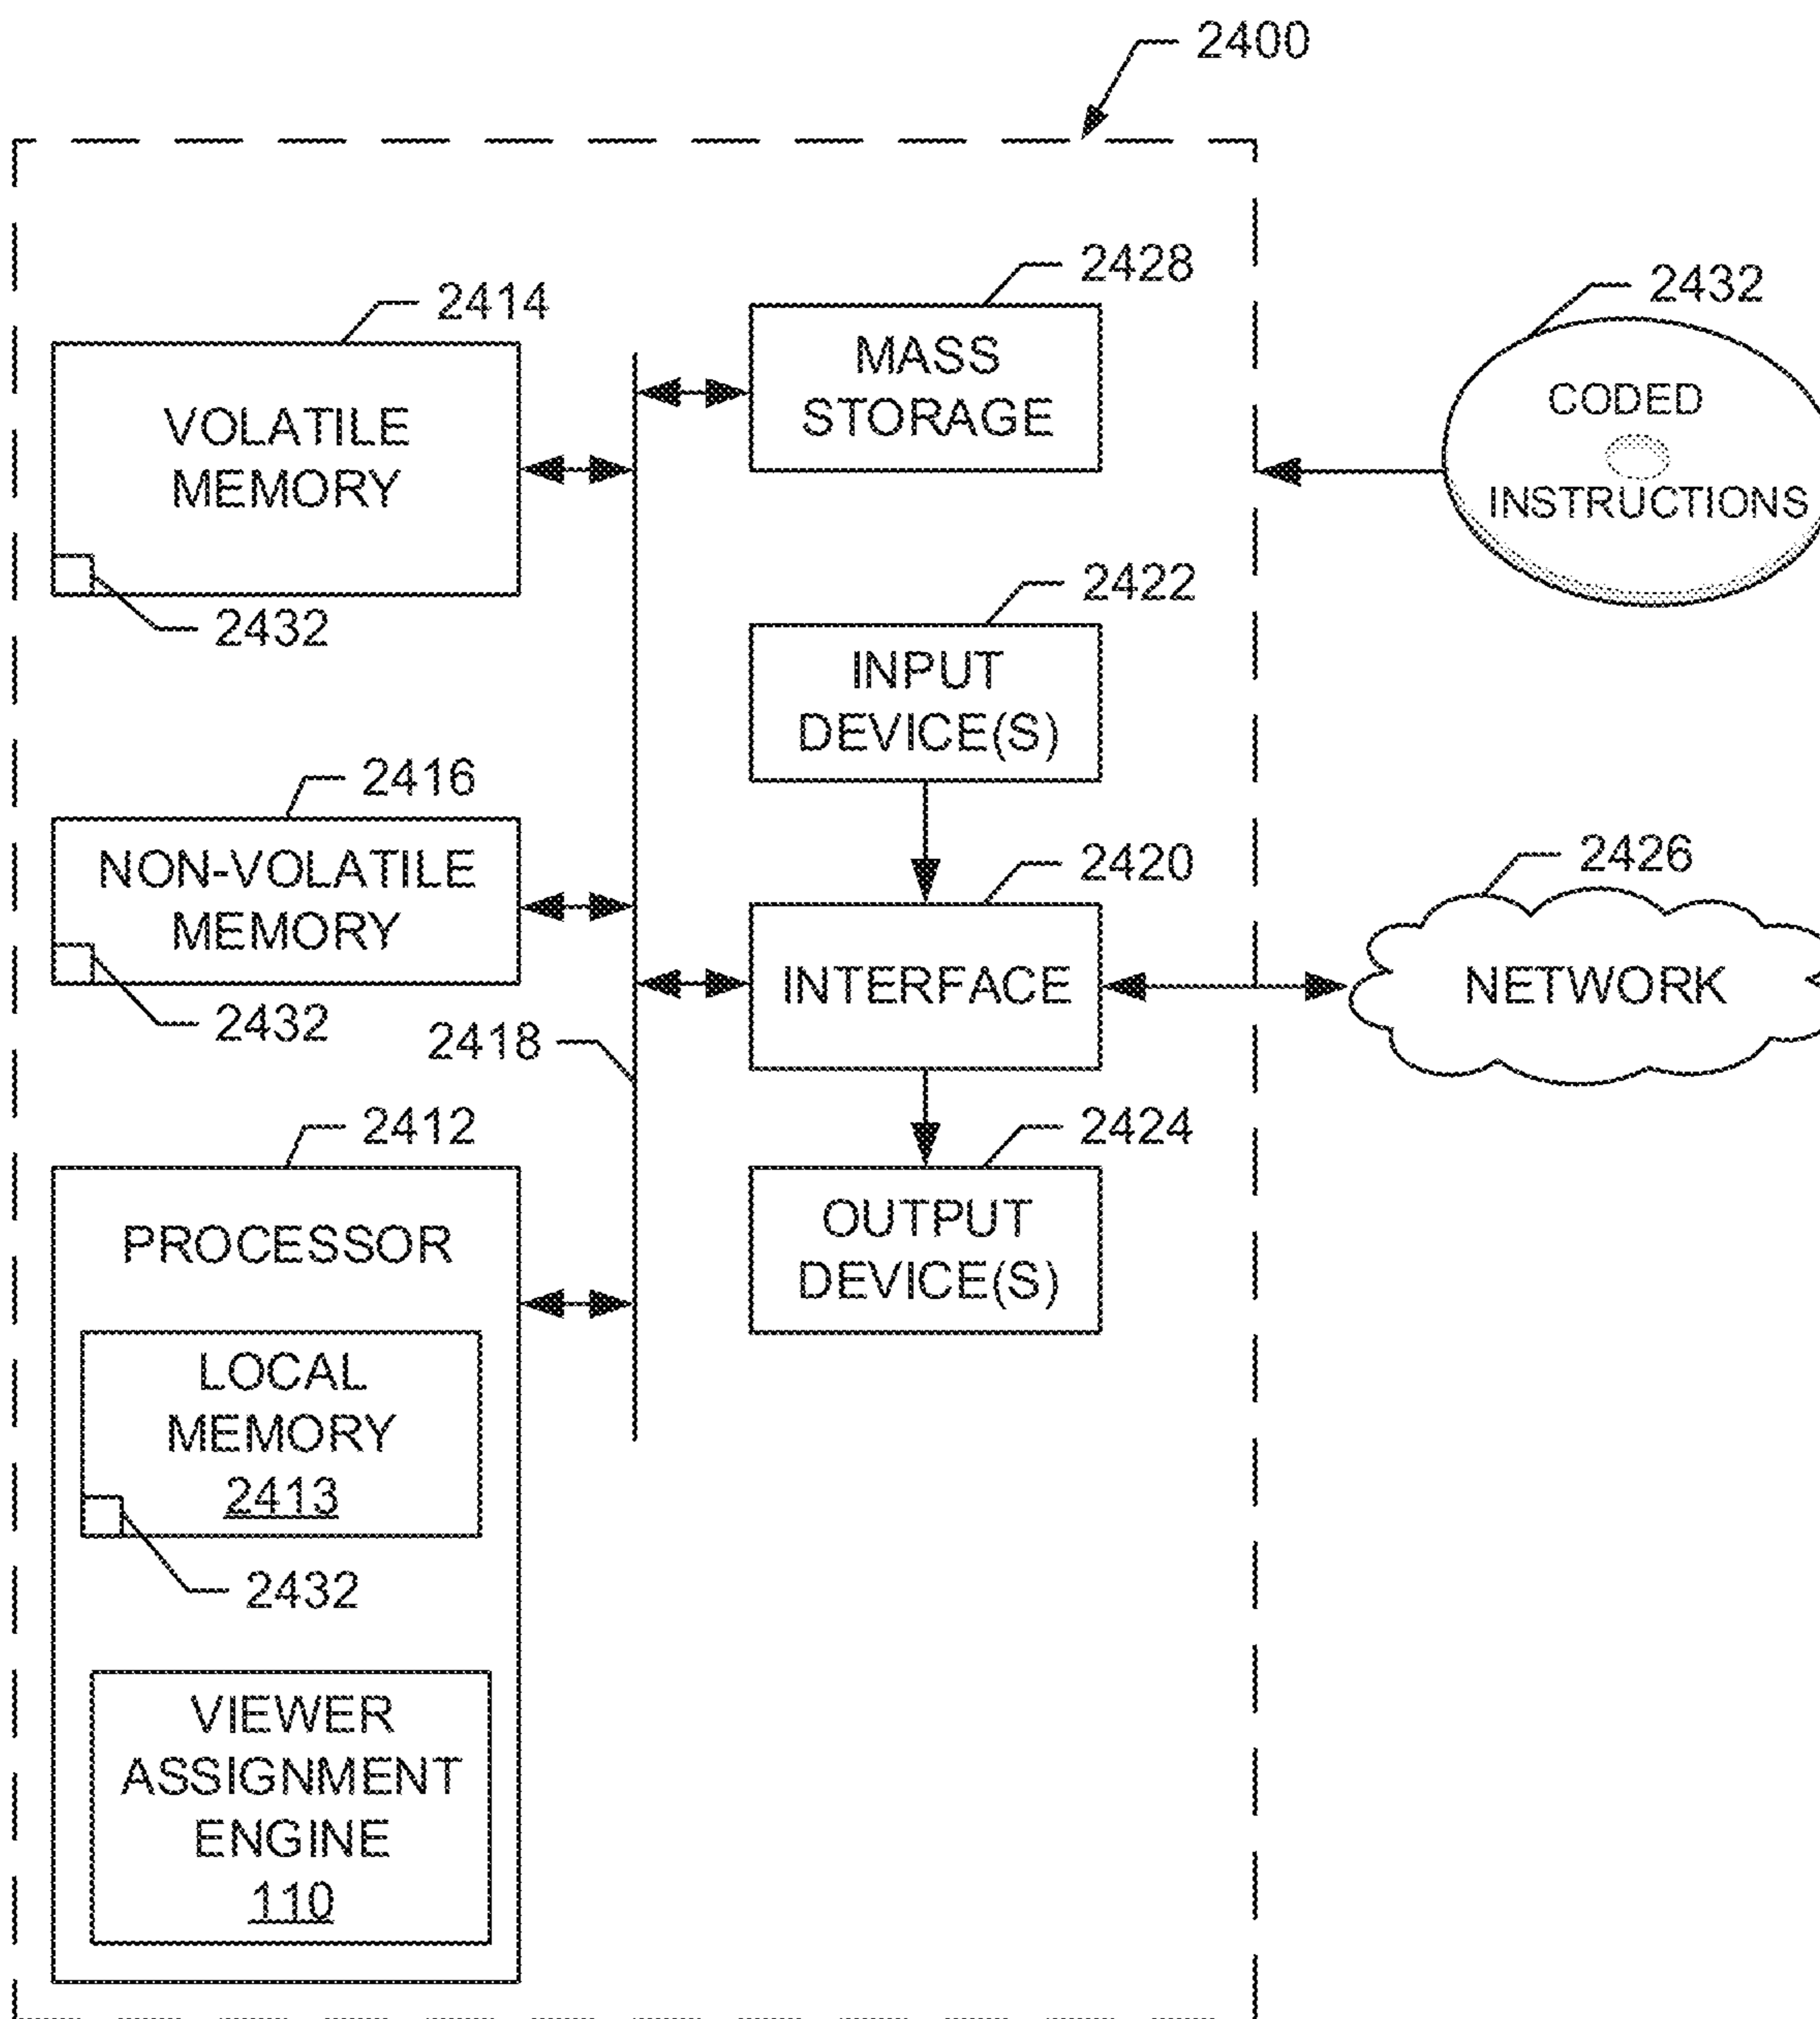 2400
2414
VOLATILE
MEMORY
2432
2428
MASS
STORAGE
2432
CODED
INSTRUCTIONS
2422
INPUT
DEVICE(S)
2416
NON-VOLATILE
MEMORY
2432
2418
2420
INTERFACE
2426
NETWORK
2412
PROCESSOR
LOCAL
MEMORY
2413
2432
VIEWER
ASSIGNMENT
ENGINE
110
2424
OUTPUT
DEVICE(S)